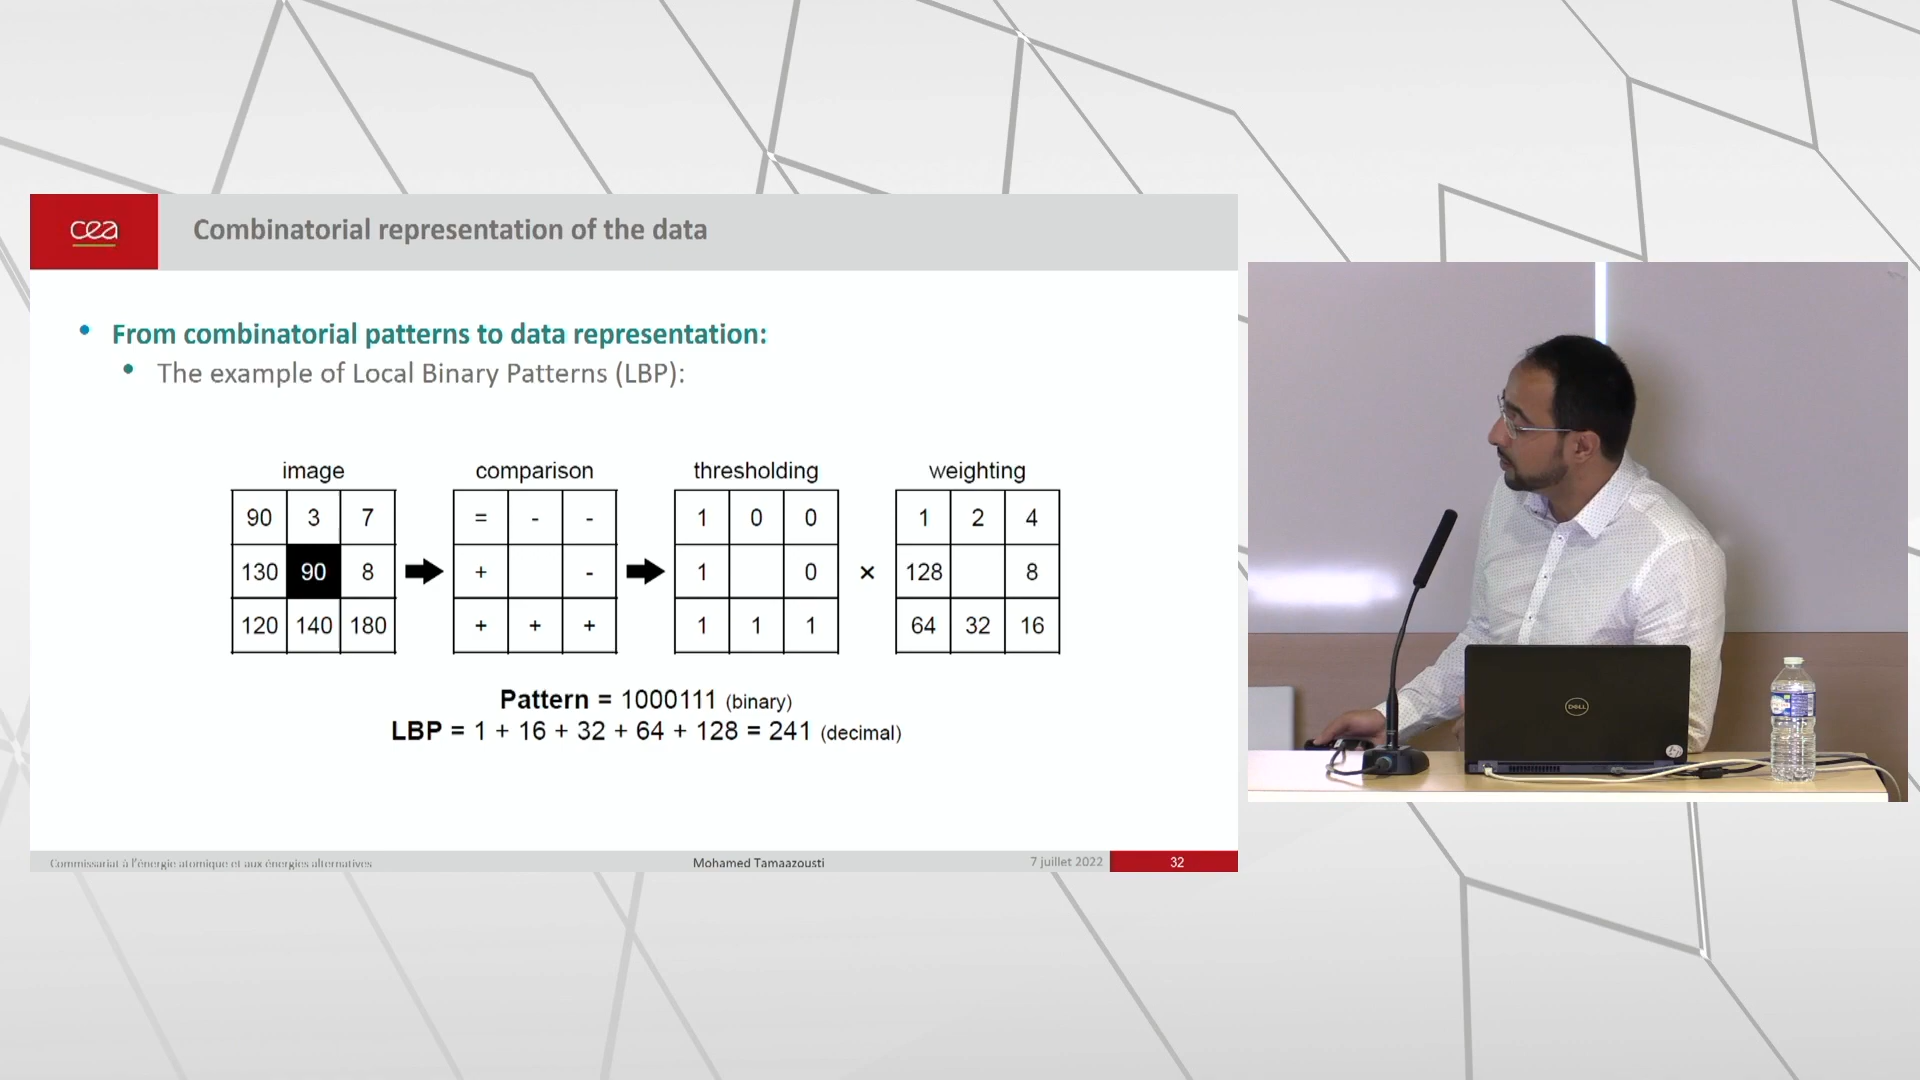 cea
Combinatorial representation of the data
• From combinatorial patterns to data representation:
• The example of Local Binary Patterns (LBP):
image comparison thresholding weighting
90 3 7 = - - 1 0 0 1 2 4
130 90 8 + - 1 0 × 128 8
120 140 180 + + + 1 1 1 64 32 16
Pattern = 1000111 (binary)
LBP = 1 + 16 + 32 + 64 + 128 = 241 (decimal)
Commissariat à l'énergie atomique et aux énergies alternatives Mohamed Tamaazousti 7 juillet 2022 32
DELL